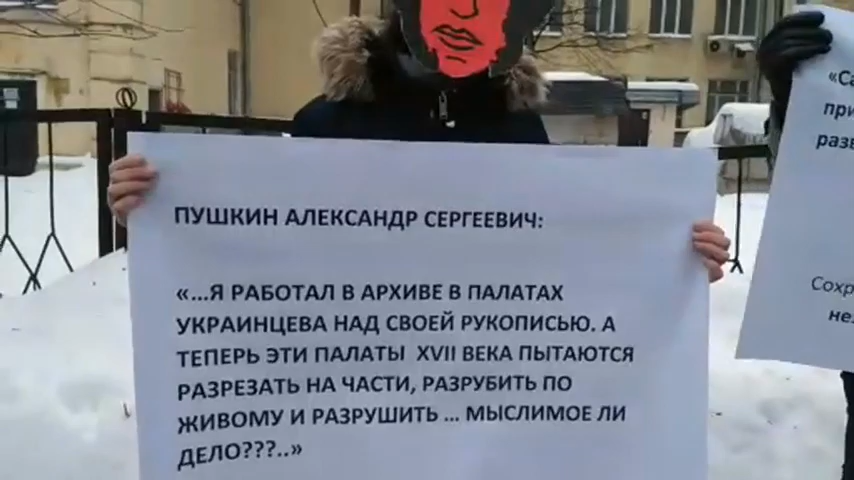 ПУШКИН АЛЕКСАНДР СЕРГЕЕВИЧ:
«...Я РАБОТАЛ В АРХИВЕ В ПАЛАТАХ
УКРАИНЦЕВА НАД СВОЕЙ РУКОПИСЬЮ. А
ТЕПЕРЬ ЭТИ ПАЛАТЫ XVII ВЕКА ПЫТАЮТСЯ
РАЗРЕЗАТЬ НА ЧАСТИ, РАЗРУБИТЬ ПО
ЖИВОМУ И РАЗРУШИТЬ ... МЫСЛИМОЕ ЛИ
ДЕЛО???..»